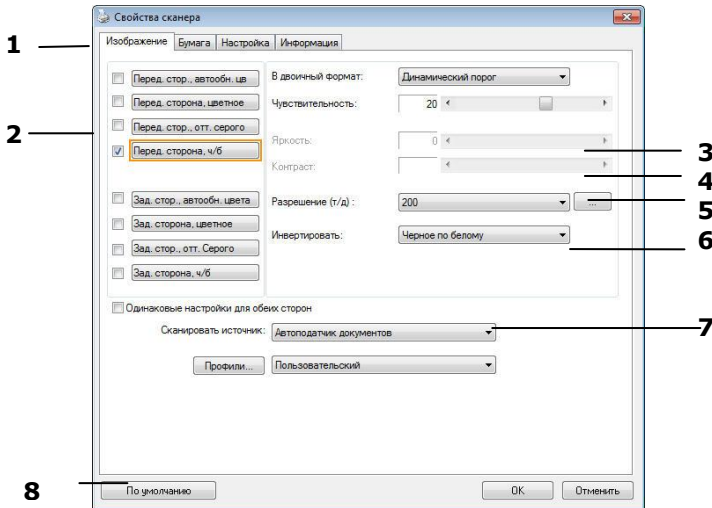 Свойства сканера
1
Изображение Бумага Настройка Информация
Перед. стор., автообн. цв
В двоичный формат: Динамический порог
2
Перед. сторона, цветное
Чувствительность: 20
Перед. стор., отт. серого
Яркость: 0
3
Перед. сторона, ч/б
Контраст:
4
Зад. стор., автообн. цвета
Разрешение (т/д) : 200 ...
5
Зад. сторона, цветное
Инвертировать: Черное по белому
6
Зад. стор., отт. Серого
Зад. сторона, ч/б
Одинаковые настройки для обеих сторон
Сканировать источник: Автоподатчик документов
7
Профили... Пользовательский
8
По умолчанию OK Отменить